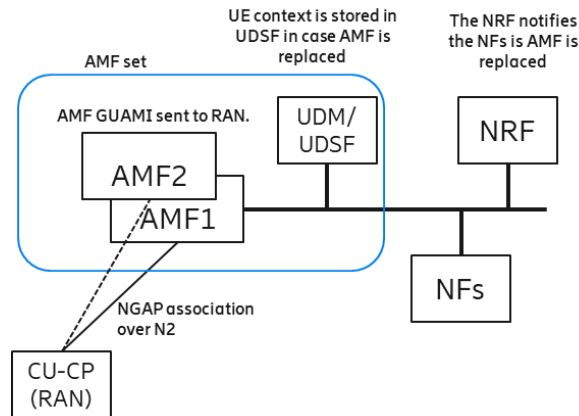 UE context is stored in
UDSF in case AMF is
replaced
The NRF notifies
the NFs is AMF is
replaced
AMF set
AMF GUAMI sent to RAN.
UDM/
UDSF
NRF
AMF2
AMF1
NFs
NGAP association
over N2
CU-CP
(RAN)